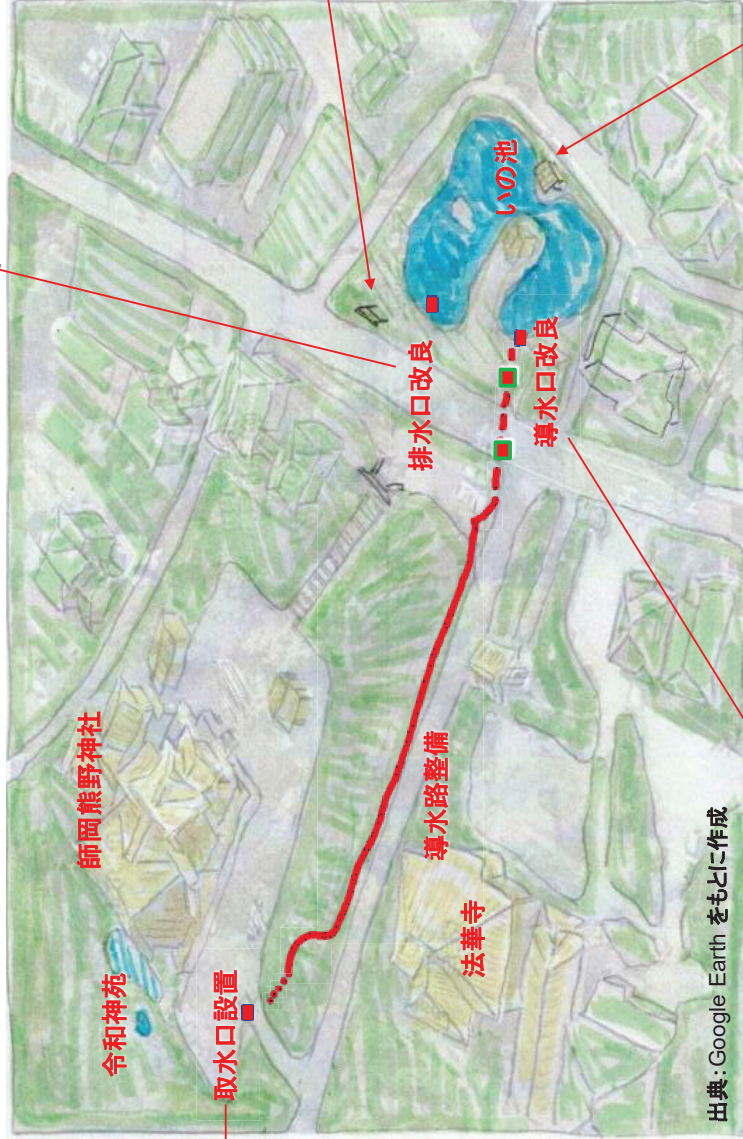 令和神苑
師岡熊野神社
取水口設置
法華寺
導水路整備
排水口改良
導水口改良
いの池
出典：Google Earth をもとに作成